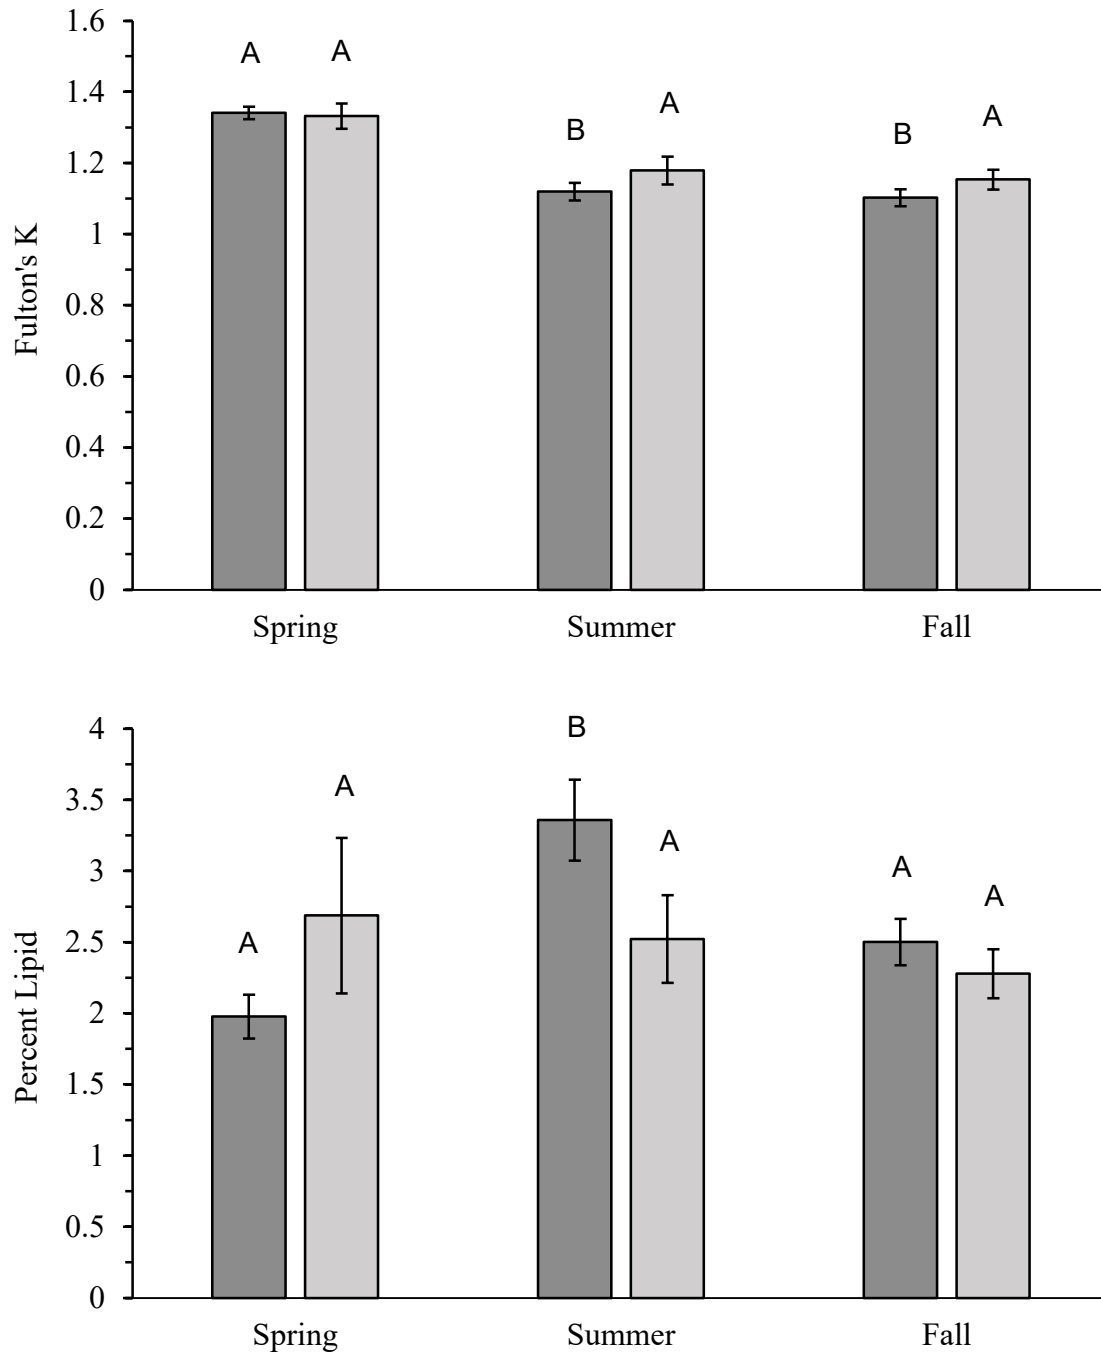 1.6
1.4
1.2
1
0.8
0.6
0.4
0.2
0
Fulton's K
A
A
B
A
B
A
Spring
Summer
Fall
4
3.5
3
2.5
2
1.5
1
0.5
0
Percent Lipid
A
A
B
A
A
A
Spring
Summer
Fall